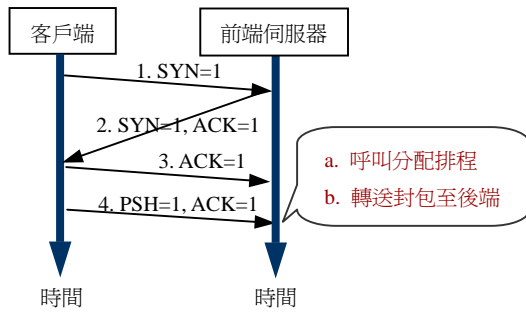 客戶端
前端伺服器
1. SYN=1
2. SYN=1, ACK=1
3. ACK=1
4. PSH=1, ACK=1
a. 呼叫分配排程
b. 轉送封包至後端
時間
時間